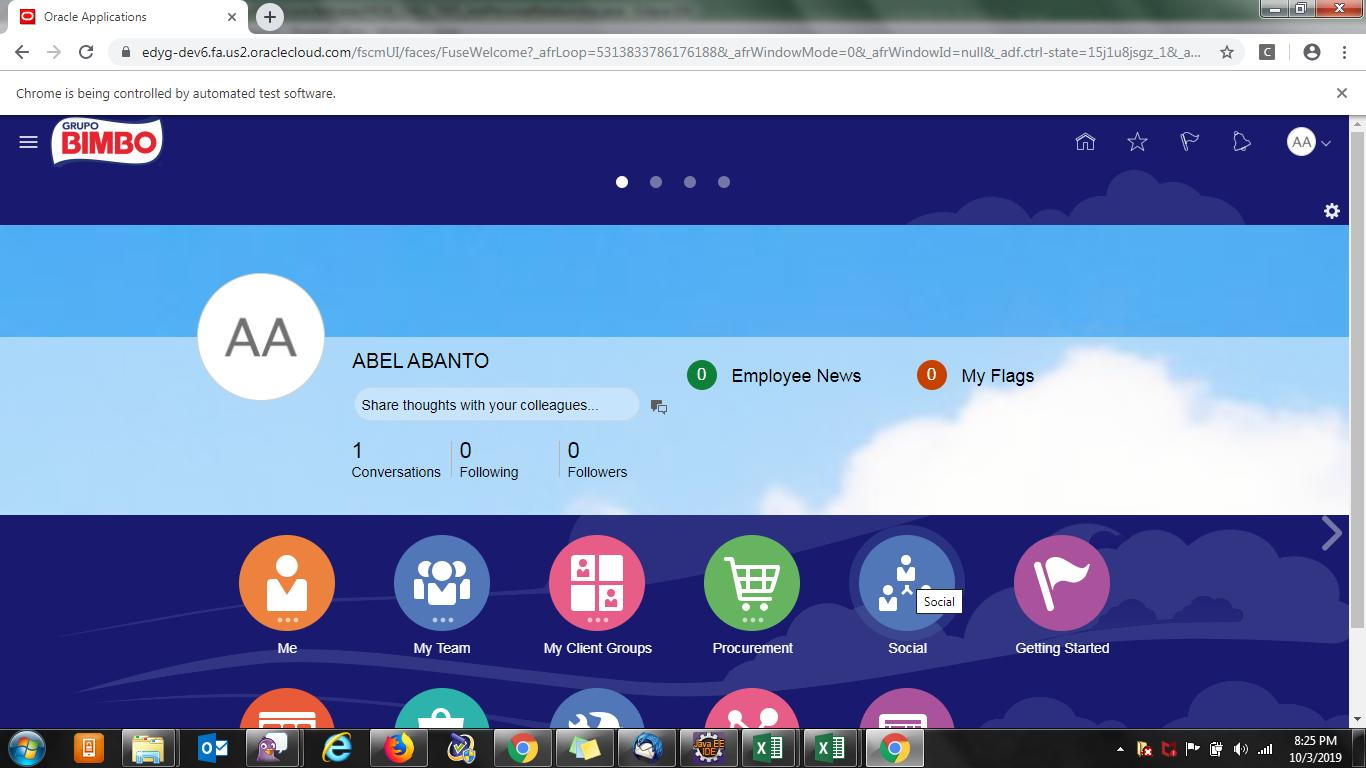 Oracle Applications
edyg-dev6.fa.us2.oraclecloud.com/fscmUI/faces/FuseWelcome?_afrLoop=5313833786176188&_afrWindowMode=0&_afrWindowId=null&_adf.ctrl-state=15j1u8jsgz_1&_a...
C
Chrome is being controlled by automated test software.
GRUPO
BIMBO
AA
AA
ABEL ABANTO
0 Employee News
0 My Flags
Share thoughts with your colleagues...
1 0 0
Conversations Following Followers
Social
Me My Team My Client Groups Procurement Social Getting Started
Java EE
IDE
8:25 PM
10/3/2019